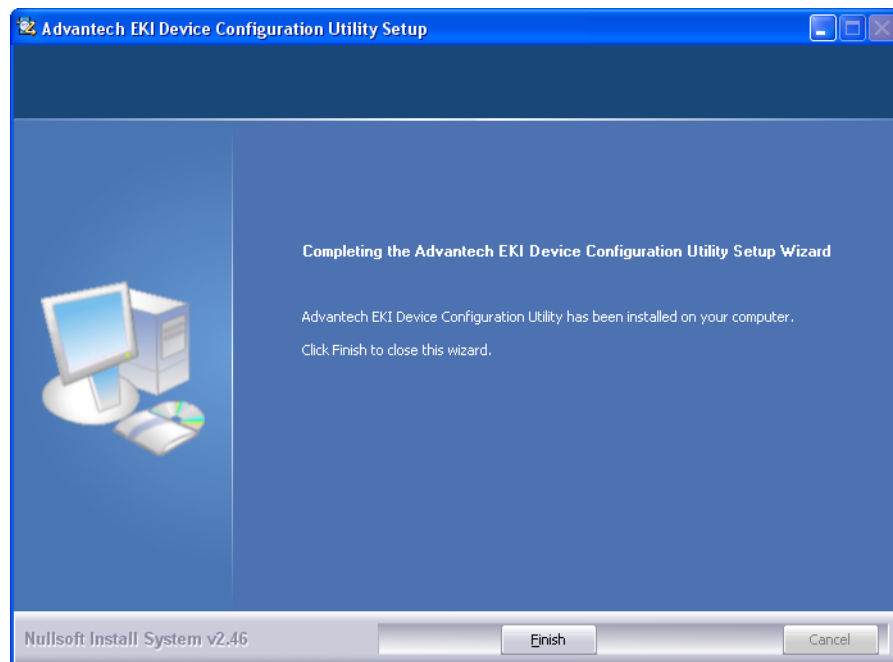 Advantech EKI Device Configuration Utility Setup
Completing the Advantech EKI Device Configuration Utility Setup Wizard
Advantech EKI Device Configuration Utility has been installed on your computer.
Click Finish to close this wizard.
Nullsoft Install System v2.46
Finish
Cancel